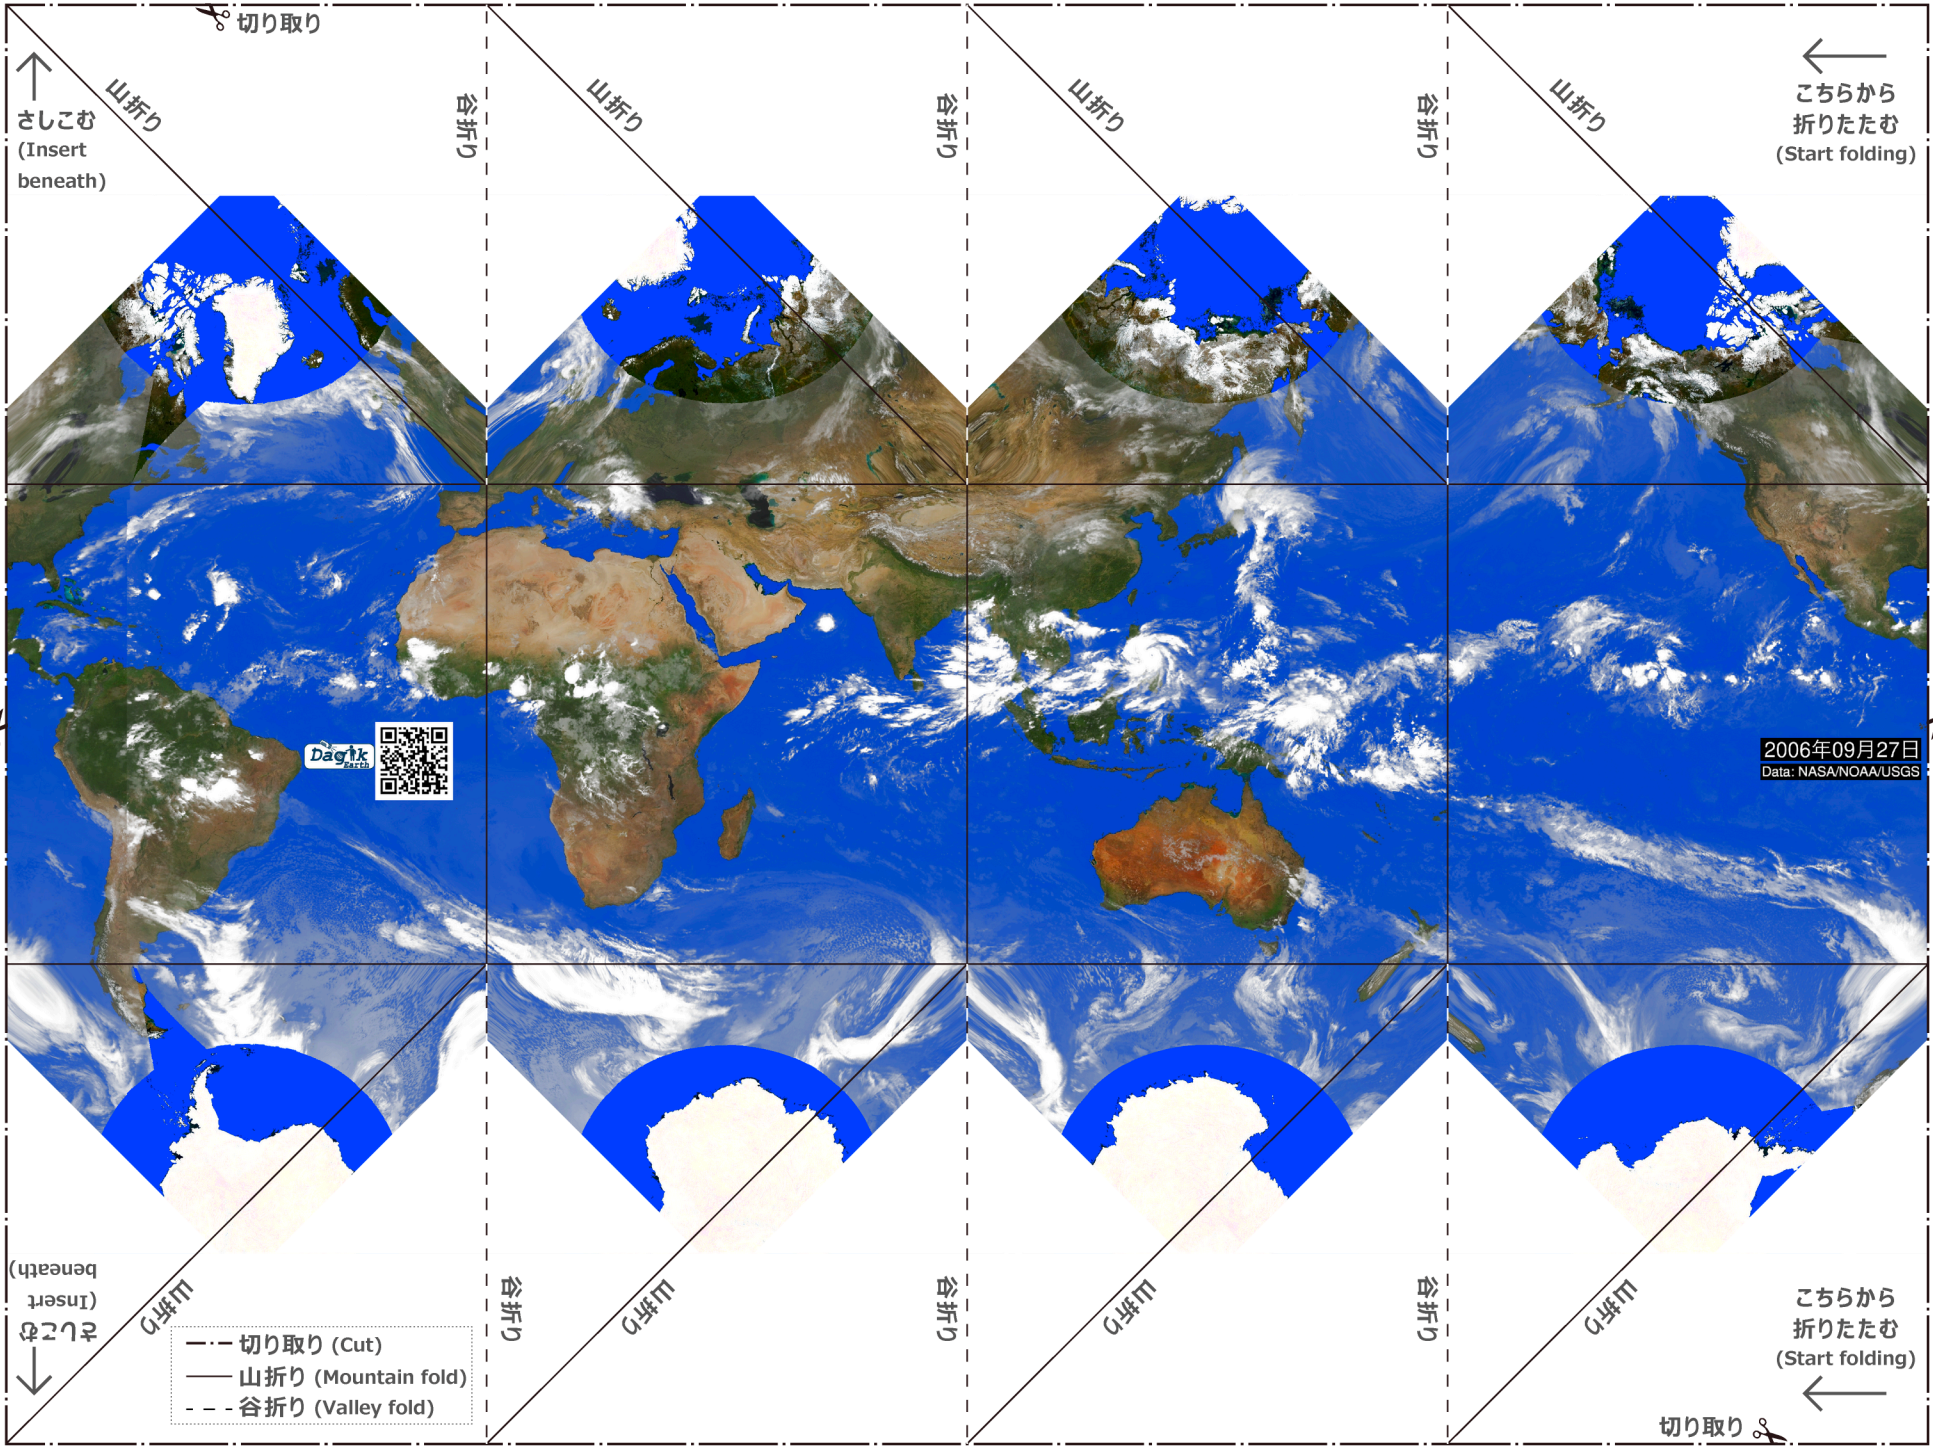 切り取り
山折り
谷折り
山折り
谷折り
山折り
谷折り
山折り
さしこむ
(Insert
beneath)
こちらから
折りたたむ
(Start folding)
Dagik
Earth
2006年09月27日
Data: NASA/NOAA/USGS
さしこむ
(Insert
beneath)
山折り
谷折り
山折り
谷折り
山折り
谷折り
山折り
こちらから
折りたたむ
(Start folding)
切り取り (Cut)
山折り (Mountain fold)
谷折り (Valley fold)
切り取り